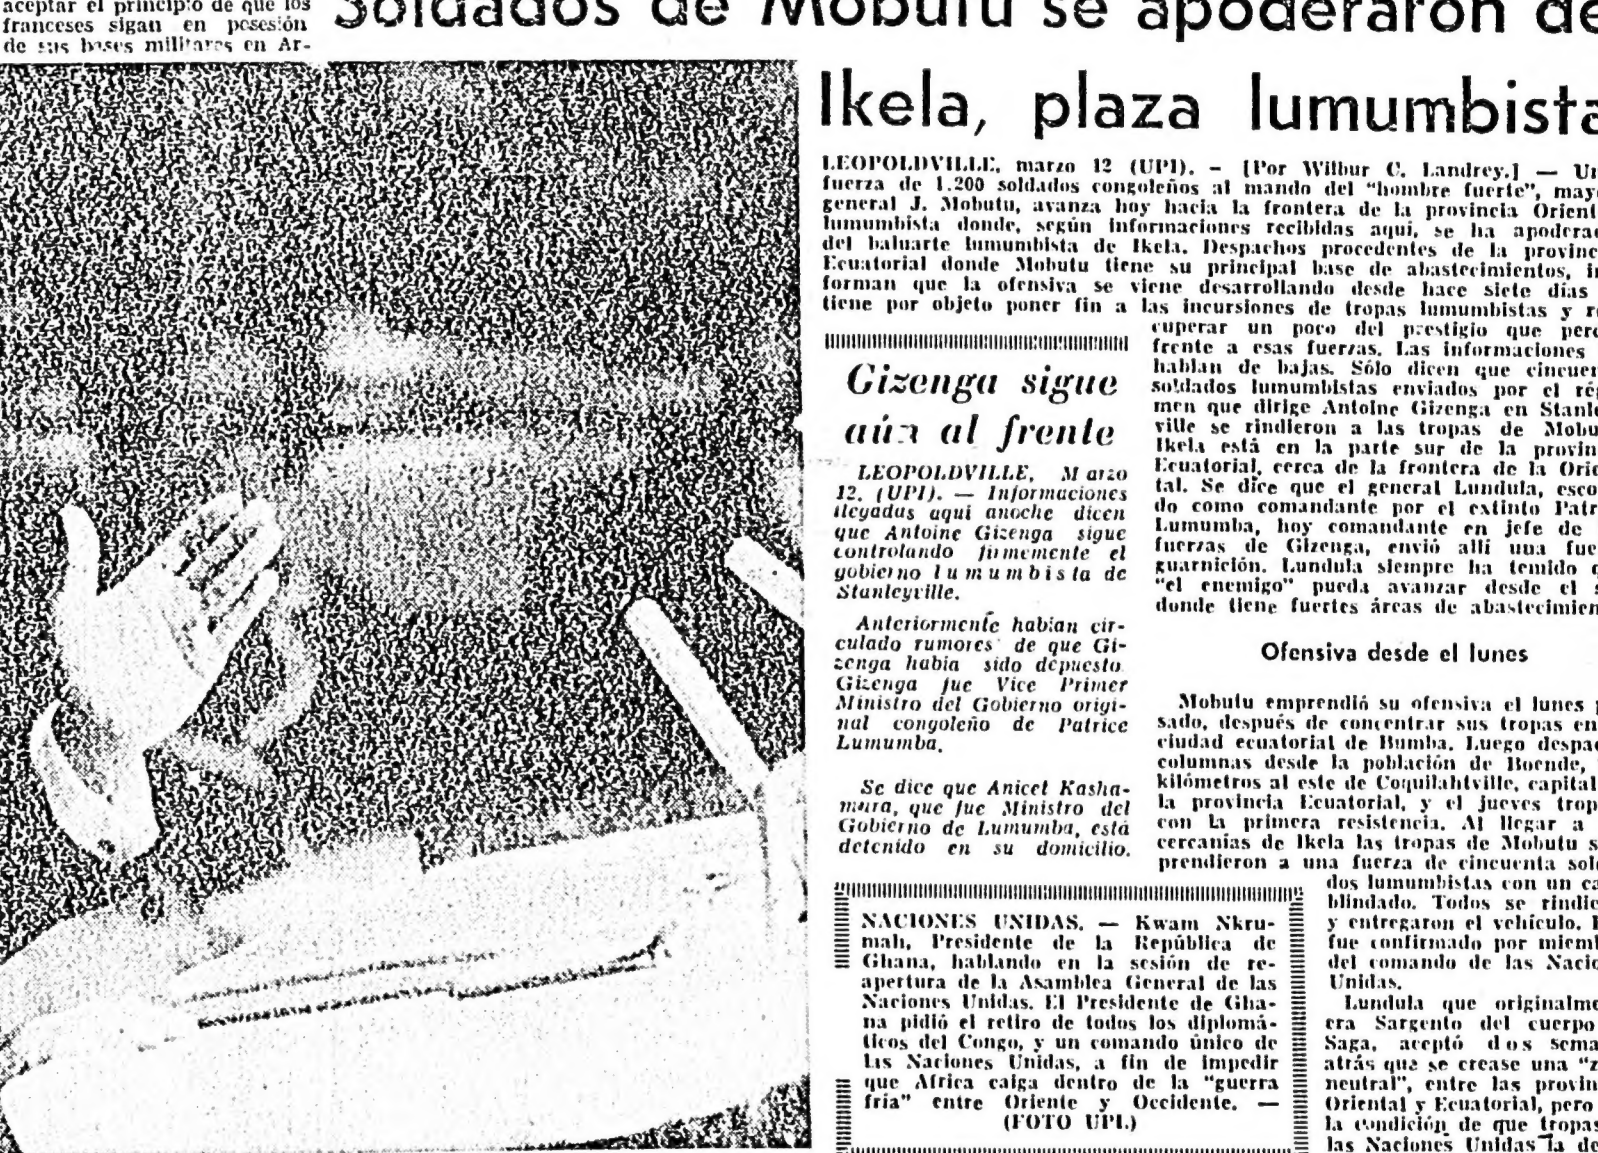 aceptar el principio de que los
franceses sigan en posesión
de sus bases militares en Ar-
Soldados de Mobutu se apoderaron de
Ikela, plaza lumumbista
LEOPOLDVILLE, marzo 12 (UPI). – [Por Wilbur C. Landrey.] — Un
fuerza de 1.200 soldados congoleños al mando del "hombre fuerte", mayo
general J. Mobutu, avanza hoy hacia la frontera de la provincia Orient
lumumbista donde, según informaciones recibidas aquí, se ha apoderad
del baluarte lumumbista de Ikela. Despachos procedentes de la provinc
Ecuatorial donde Mobutu tiene su principal base de abastecimientos, in
forman que la ofensiva se viene desarrollando desde hace siete días
tiene por objeto poner fin a las incursiones de tropas lumumbistas y re
cuperar un poco del prestigio que perd
frente a esas fuerzas. Las informaciones
hablan de bajas. Sólo dicen que cincuen
soldados lumumbistas enviados por el rég
men que dirige Antoine Gizenga en Stanle
ville se rindieron a las tropas de Mobu
Ikela está en la parte sur de la provin
Ecuatorial, cerca de la frontera de la Orie
tal. Se dice que el general Lundula, esco
do como comandante por el extinto Patr
Lumumba, hoy comandante en jefe de
fuerzas de Gizenga, envió allí una fue
guarnición. Lundula siempre ha temido q
"el enemigo" pueda avanzar desde el s
donde tiene fuertes áreas de abastecimien
Gizenga sigue
aún al frente
LEOPOLDVILLE, Marzo
12, (UPI). — Informaciones
llegadas aquí anoche dicen
que Antoine Gizenga sigue
controlando firmemente el
gobierno lumumbista de
Stanleyville.
Anteriormente habían cir-
culado rumores de que Gi-
zenga había sido depuesto.
Gizenga fue Vice Primer
Ministro del Gobierno origi-
nal congoleño de Patrice
Lumumba.
Se dice que Anicet Kasha-
mura, que fue Ministro del
Gobierno de Lumumba, está
detenido en su domicilio.
Ofensiva desde el lunes
Mobutu emprendió su ofensiva el lunes p
sado, después de concentrar sus tropas en
ciudad ecuatorial de Bumba. Luego despac
columnas desde la población de Boende,
kilómetros al este de Coquilahtville, capital
la provincia Ecuatorial, y el jueves trop
con la primera resistencia. Al llegar a
cercanías de Ikela las tropas de Mobutu s
prendieron a una fuerza de cincuenta sol
dos lumumbistas con un ca
blindado. Todos se rindie
y entregaron el vehículo. E
fue confirmado por miemb
del comando de las Nacio
Unidas.
Lundula que originalme
era Sargento del cuerpo
Saga, aceptó dos sema
atrás que se crease una "z
neutral", entre las provin
Oriental y Ecuatorial, pero
la condición de que tropas
las Naciones Unidas la de
NACIONES UNIDAS. — Kwam Nkru-
mah, Presidente de la República de
Ghana, hablando en la sesión de re-
apertura de la Asamblea General de las
Naciones Unidas. El Presidente de Gha-
na pidió el retiro de todos los diplomá-
ticos del Congo, y un comando único de
las Naciones Unidas, a fin de impedir
que Africa caiga dentro de la "guerra
fría" entre Oriente y Occidente. —
(FOTO UPI.)